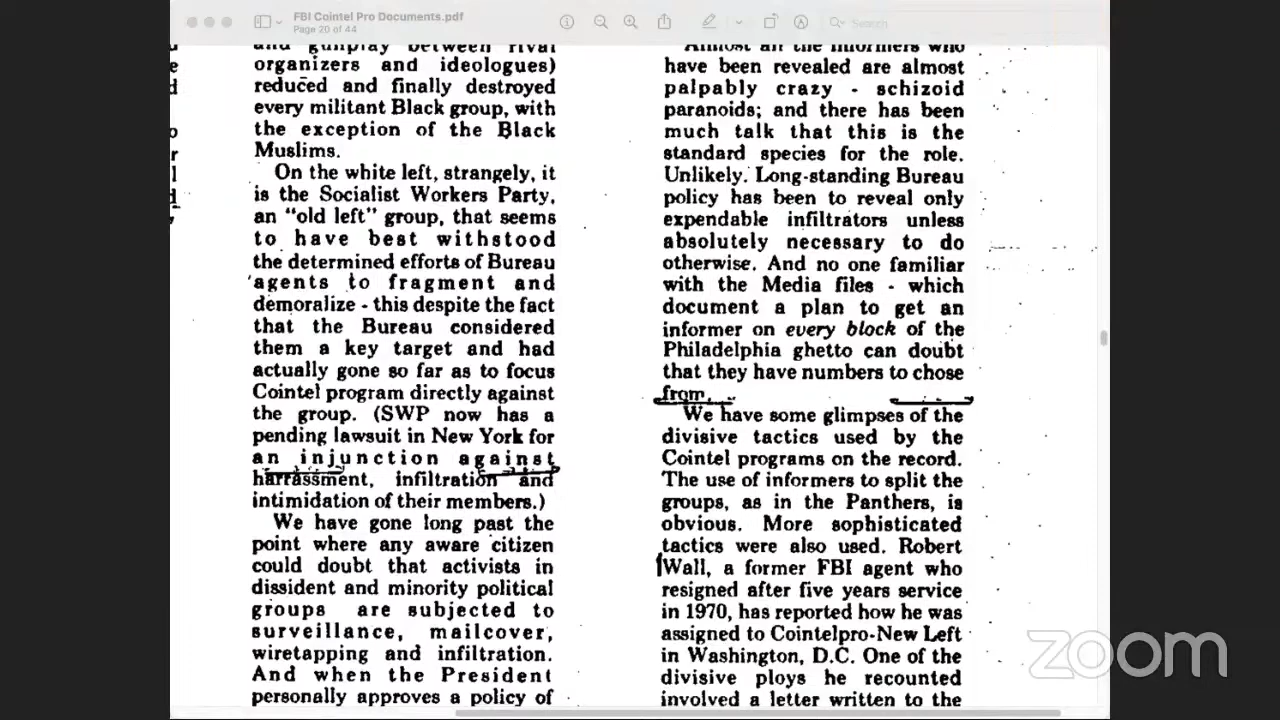 FBI Cointel Pro Documents.pdf
Page 20 of 44
Search
and gunplay between rival
organizers and ideologues)
reduced and finally destroyed
every militant Black group, with
the exception of the Black
Muslims.
On the white left, strangely, it
is the Socialist Workers Party,
an "old left" group, that seems
to have best withstood
the determined efforts of Bureau
agents to fragment and
demoralize - this despite the fact
that the Bureau considered
them a key target and had
actually gone so far as to focus
Cointel program directly against
the group. (SWP now has a
pending lawsuit in New York for
an injunction against
harrassment, infiltration and
intimidation of their members.)
We have gone long past the
point where any aware citizen
could doubt that activists in
dissident and minority political
groups are subjected to
surveillance, mailcover,
wiretapping and infiltration.
And when the President
personally approves a policy of
Almost all the informers who
have been revealed are almost
palpably crazy - schizoid
paranoids; and there has been
much talk that this is the
standard species for the role.
Unlikely. Long-standing Bureau
policy has been to reveal only
expendable infiltrators unless
absolutely necessary to do
otherwise. And no one familiar
with the Media files - which
document a plan to get an
informer on every block of the
Philadelphia ghetto can doubt
that they have numbers to chose
from.
We have some glimpses of the
divisive tactics used by the
Cointel programs on the record.
The use of informers to split the
groups, as in the Panthers, is
obvious. More sophisticated
tactics were also used. Robert
Wall, a former FBI agent who
resigned after five years service
in 1970, has reported how he was
assigned to Cointelpro-New Left
in Washington, D.C. One of the
divisive ploys he recounted
involved a letter written to the
zoom